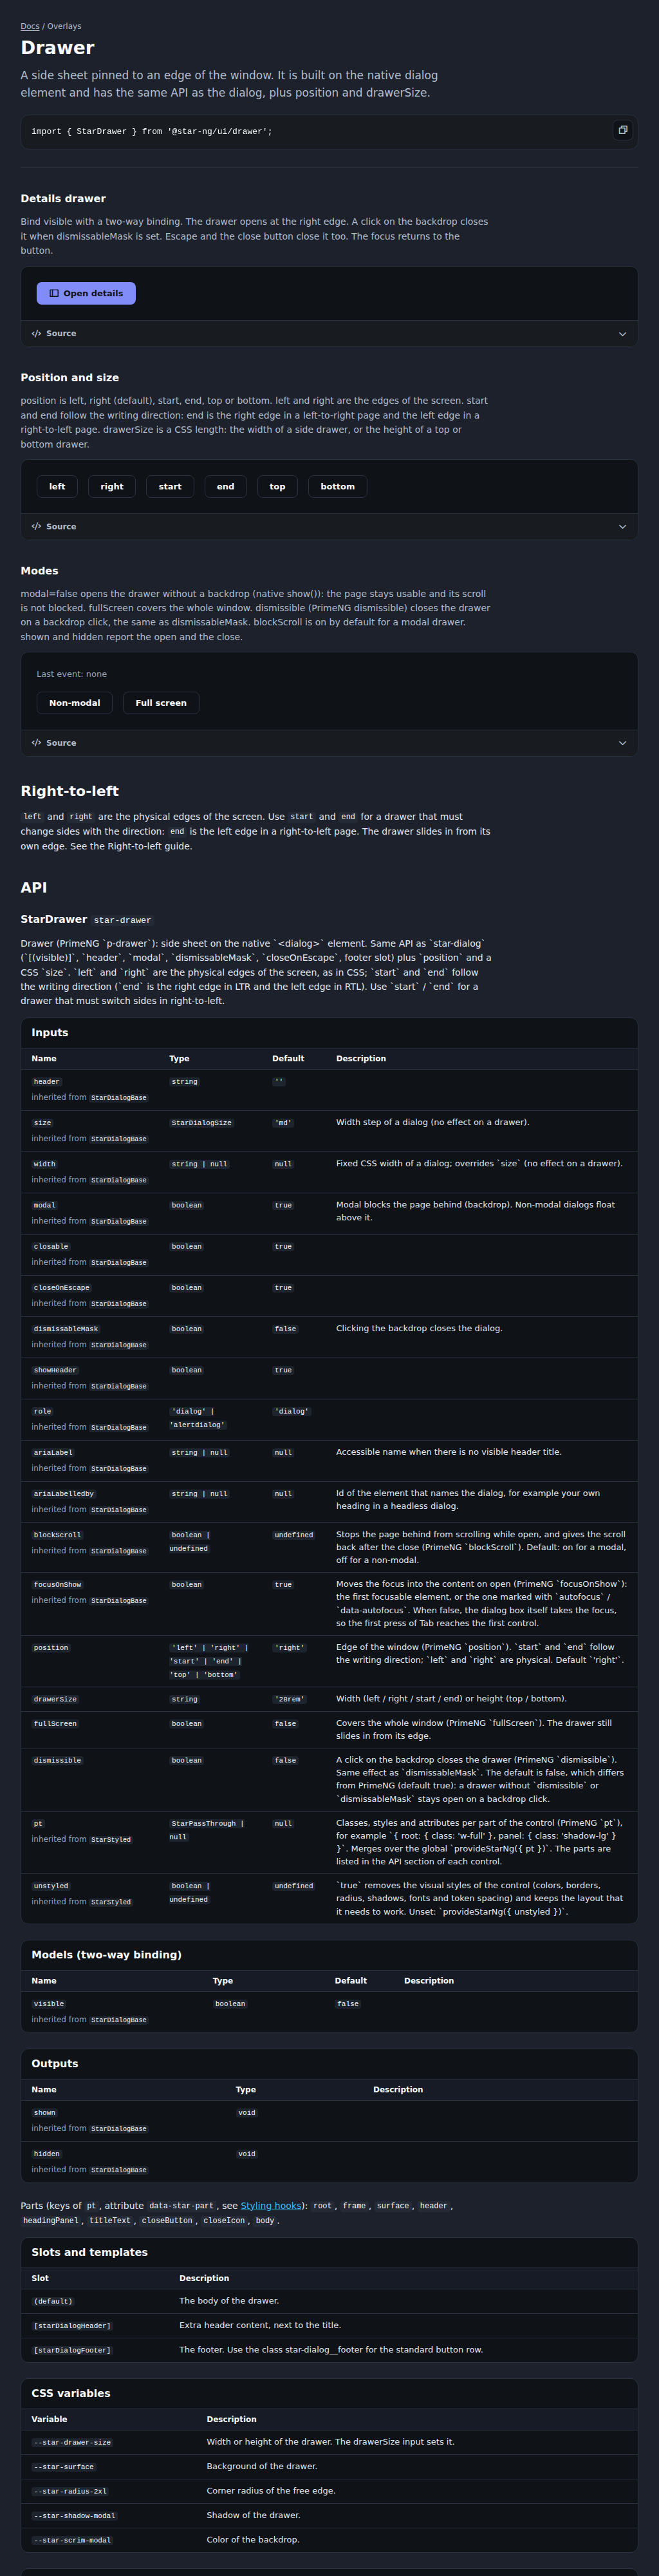 Docs / Overlays
Drawer
A side sheet pinned to an edge of the window. It is built on the native dialog
element and has the same API as the dialog, plus position and drawerSize.
import { StarDrawer } from '@star-ng/ui/drawer';
Details drawer
Bind visible with a two-way binding. The drawer opens at the right edge. A click on the backdrop closes
it when dismissableMask is set. Escape and the close button close it too. The focus returns to the
button.
Open details
Source
Position and size
position is left, right (default), start, end, top or bottom. left and right are the edges of the screen. start
and end follow the writing direction: end is the right edge in a left-to-right page and the left edge in a
right-to-left page. drawerSize is a CSS length: the width of a side drawer, or the height of a top or
bottom drawer.
left right start end top bottom
Source
Modes
modal=false opens the drawer without a backdrop (native show()): the page stays usable and its scroll
is not blocked. fullScreen covers the whole window. dismissible (PrimeNG dismissible) closes the drawer
on a backdrop click, the same as dismissableMask. blockScroll is on by default for a modal drawer.
shown and hidden report the open and the close.
Last event: none
Non-modal Full screen
Source
Right-to-left
left and right are the physical edges of the screen. Use start and end for a drawer that must
change sides with the direction: end is the left edge in a right-to-left page. The drawer slides in from its
own edge. See the Right-to-left guide.
API
StarDrawer star-drawer
Drawer (PrimeNG `p-drawer`): side sheet on the native `<dialog>` element. Same API as `star-dialog`
(`[(visible)]`, `header`, `modal`, `dismissableMask`, `closeOnEscape`, footer slot) plus `position` and a
CSS `size`. `left` and `right` are the physical edges of the screen, as in CSS; `start` and `end` follow
the writing direction (`end` is the right edge in LTR and the left edge in RTL). Use `start` / `end` for a
drawer that must switch sides in right-to-left.
Inputs
Name Type Default Description
header string ''
inherited from StarDialogBase
size StarDialogSize 'md' Width step of a dialog (no effect on a drawer).
inherited from StarDialogBase
width string | null null Fixed CSS width of a dialog; overrides `size` (no effect on a drawer).
inherited from StarDialogBase
modal boolean true Modal blocks the page behind (backdrop). Non-modal dialogs float
above it.
inherited from StarDialogBase
closable boolean true
inherited from StarDialogBase
closeOnEscape boolean true
inherited from StarDialogBase
dismissableMask boolean false Clicking the backdrop closes the dialog.
inherited from StarDialogBase
showHeader boolean true
inherited from StarDialogBase
role 'dialog' | 'dialog'
'alertdialog'
inherited from StarDialogBase
ariaLabel string | null null Accessible name when there is no visible header title.
inherited from StarDialogBase
ariaLabelledby string | null null Id of the element that names the dialog, for example your own
heading in a headless dialog.
inherited from StarDialogBase
blockScroll boolean | undefined Stops the page behind from scrolling while open, and gives the scroll
inherited from StarDialogBase undefined back after the close (PrimeNG `blockScroll`). Default: on for a modal,
off for a non-modal.
focusOnShow boolean true Moves the focus into the content on open (PrimeNG `focusOnShow`):
inherited from StarDialogBase the first focusable element, or the one marked with `autofocus` /
`data-autofocus`. When false, the dialog box itself takes the focus,
so the first press of Tab reaches the first control.
position 'left' | 'right' | 'right' Edge of the window (PrimeNG `position`). `start` and `end` follow
'start' | 'end' | the writing direction; `left` and `right` are physical. Default `'right'`.
'top' | 'bottom'
drawerSize string '28rem' Width (left / right / start / end) or height (top / bottom).
fullScreen boolean false Covers the whole window (PrimeNG `fullScreen`). The drawer still
slides in from its edge.
dismissible boolean false A click on the backdrop closes the drawer (PrimeNG `dismissible`).
Same effect as `dismissableMask`. The default is false, which differs
from PrimeNG (default true): a drawer without `dismissible` or
`dismissableMask` stays open on a backdrop click.
pt StarPassThrough | null Classes, styles and attributes per part of the control (PrimeNG `pt`),
inherited from StarStyled null for example `{ root: { class: 'w-full' }, panel: { class: 'shadow-lg' }
}`. Merges over the global `provideStarNg({ pt })`. The parts are
listed in the API section of each control.
unstyled boolean | undefined `true` removes the visual styles of the control (colors, borders,
inherited from StarStyled undefined radius, shadows, fonts and token spacing) and keeps the layout that
it needs to work. Unset: `provideStarNg({ unstyled })`.
Models (two-way binding)
Name Type Default Description
visible boolean false
inherited from StarDialogBase
Outputs
Name Type Description
shown void
inherited from StarDialogBase
hidden void
inherited from StarDialogBase
Parts (keys of pt, attribute data-star-part, see Styling hooks): root, frame, surface, header,
headingPanel, titleText, closeButton, closeIcon, body.
Slots and templates
Slot Description
(default) The body of the drawer.
[starDialogHeader] Extra header content, next to the title.
[starDialogFooter] The footer. Use the class star-dialog__footer for the standard button row.
CSS variables
Variable Description
--star-drawer-size Width or height of the drawer. The drawerSize input sets it.
--star-surface Background of the drawer.
--star-radius-2xl Corner radius of the free edge.
--star-shadow-modal Shadow of the drawer.
--star-scrim-modal Color of the backdrop.